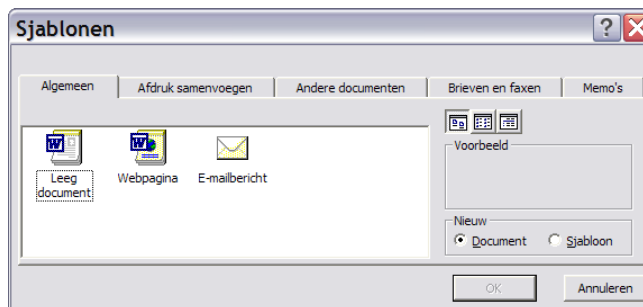 Sjablonen
Algemeen
Afdruk samenvoegen
Andere documenten
Brieven en faxen
Memo's
Leeg
document
Webpagina
E-mailbericht
Voorbeeld
Nieuw
Document
Sjabloon
OK
Annuleren